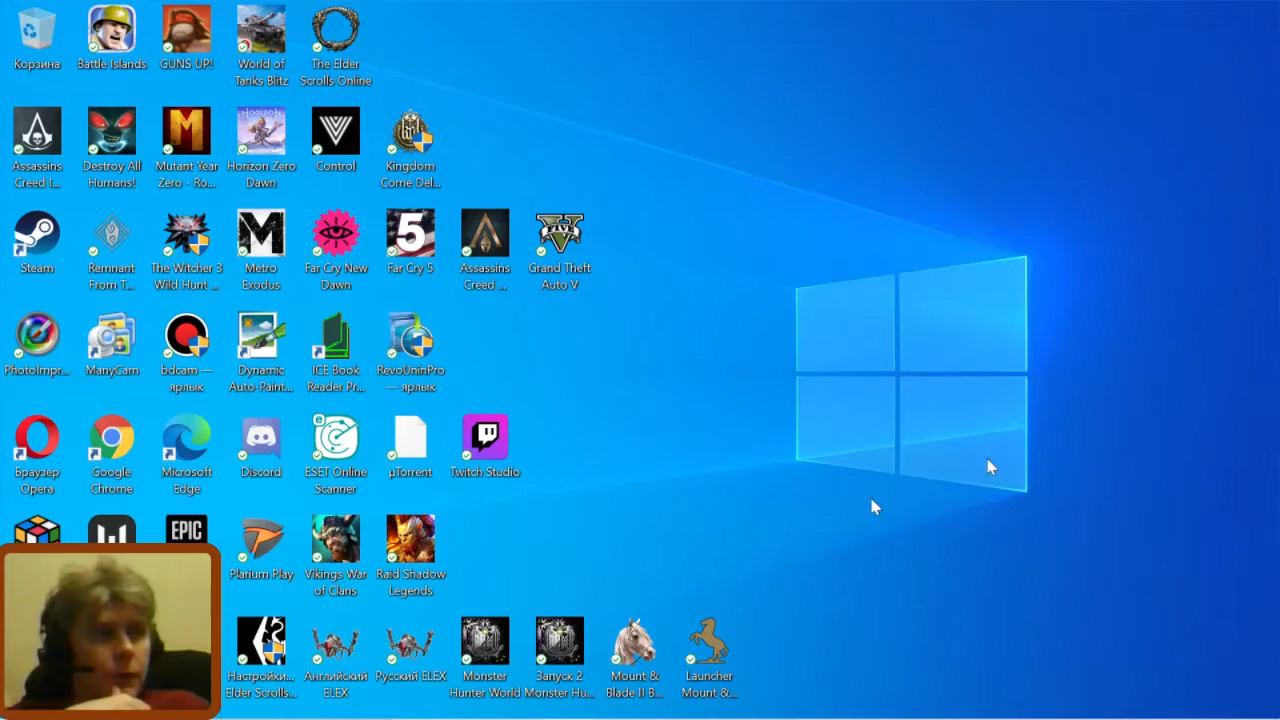 Корзина
Battle Islands
GUNS UP!
World of
Tanks Blitz
The Elder
Scrolls Online
Assassins
Creed I...
Destroy All
Humans!
Mutant Year
Zero - Ro...
HORIZON
Horizon Zero
Dawn
Control
Kingdom
Come Del...
Steam
Remnant
From T...
The Witcher 3
Wild Hunt ...
M
Metro
Exodus
Far Cry New
Dawn
5
Far Cry 5
Assassins
Creed ...
FIVE
Grand Theft
Auto V
PhotoImpr...
ManyCam
bdcam —
ярлык
Dynamic
Auto-Paint...
ICE Book
Reader Pr...
RevoUninPro
— ярлык
Браузер
Opera
Google
Chrome
Microsoft
Edge
Discord
ESET Online
Scanner
µTorrent
Twitch Studio
EPIC
Plarium Play
Vikings War
of Clans
Raid Shadow
Legends
Настройки...
Elder Scrolls...
Английский
ELEX
Русский ELEX
Monster
Hunter World
Запуск 2
Monster Hu...
Mount &
Blade II B...
Launcher
Mount &...